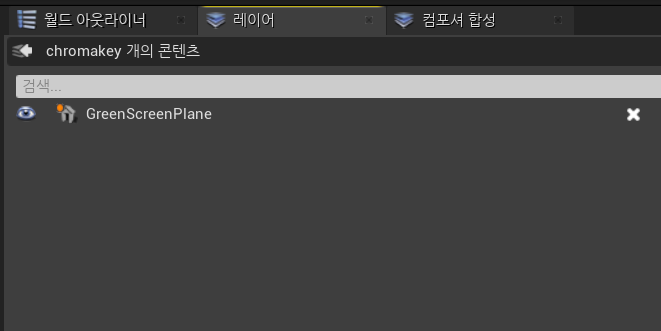 월드 아웃라이너 레이어 컴포셔 합성
chromakey 개의 콘텐츠
검색...
GreenScreenPlane